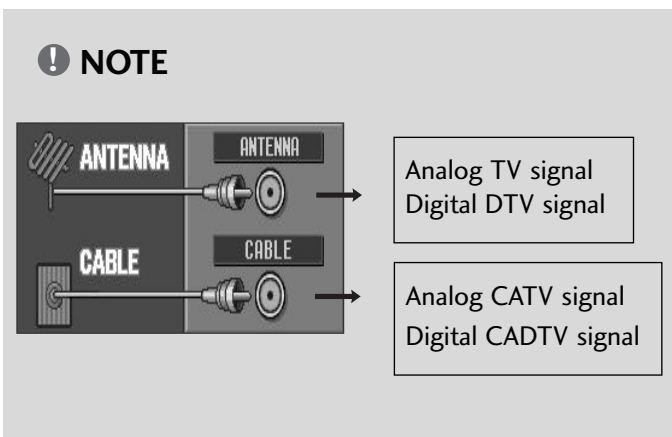 NOTE
ANTENNA
ANTENNA
Analog TV signal
Digital DTV signal
CABLE
CABLE
Analog CATV signal
Digital CADTV signal